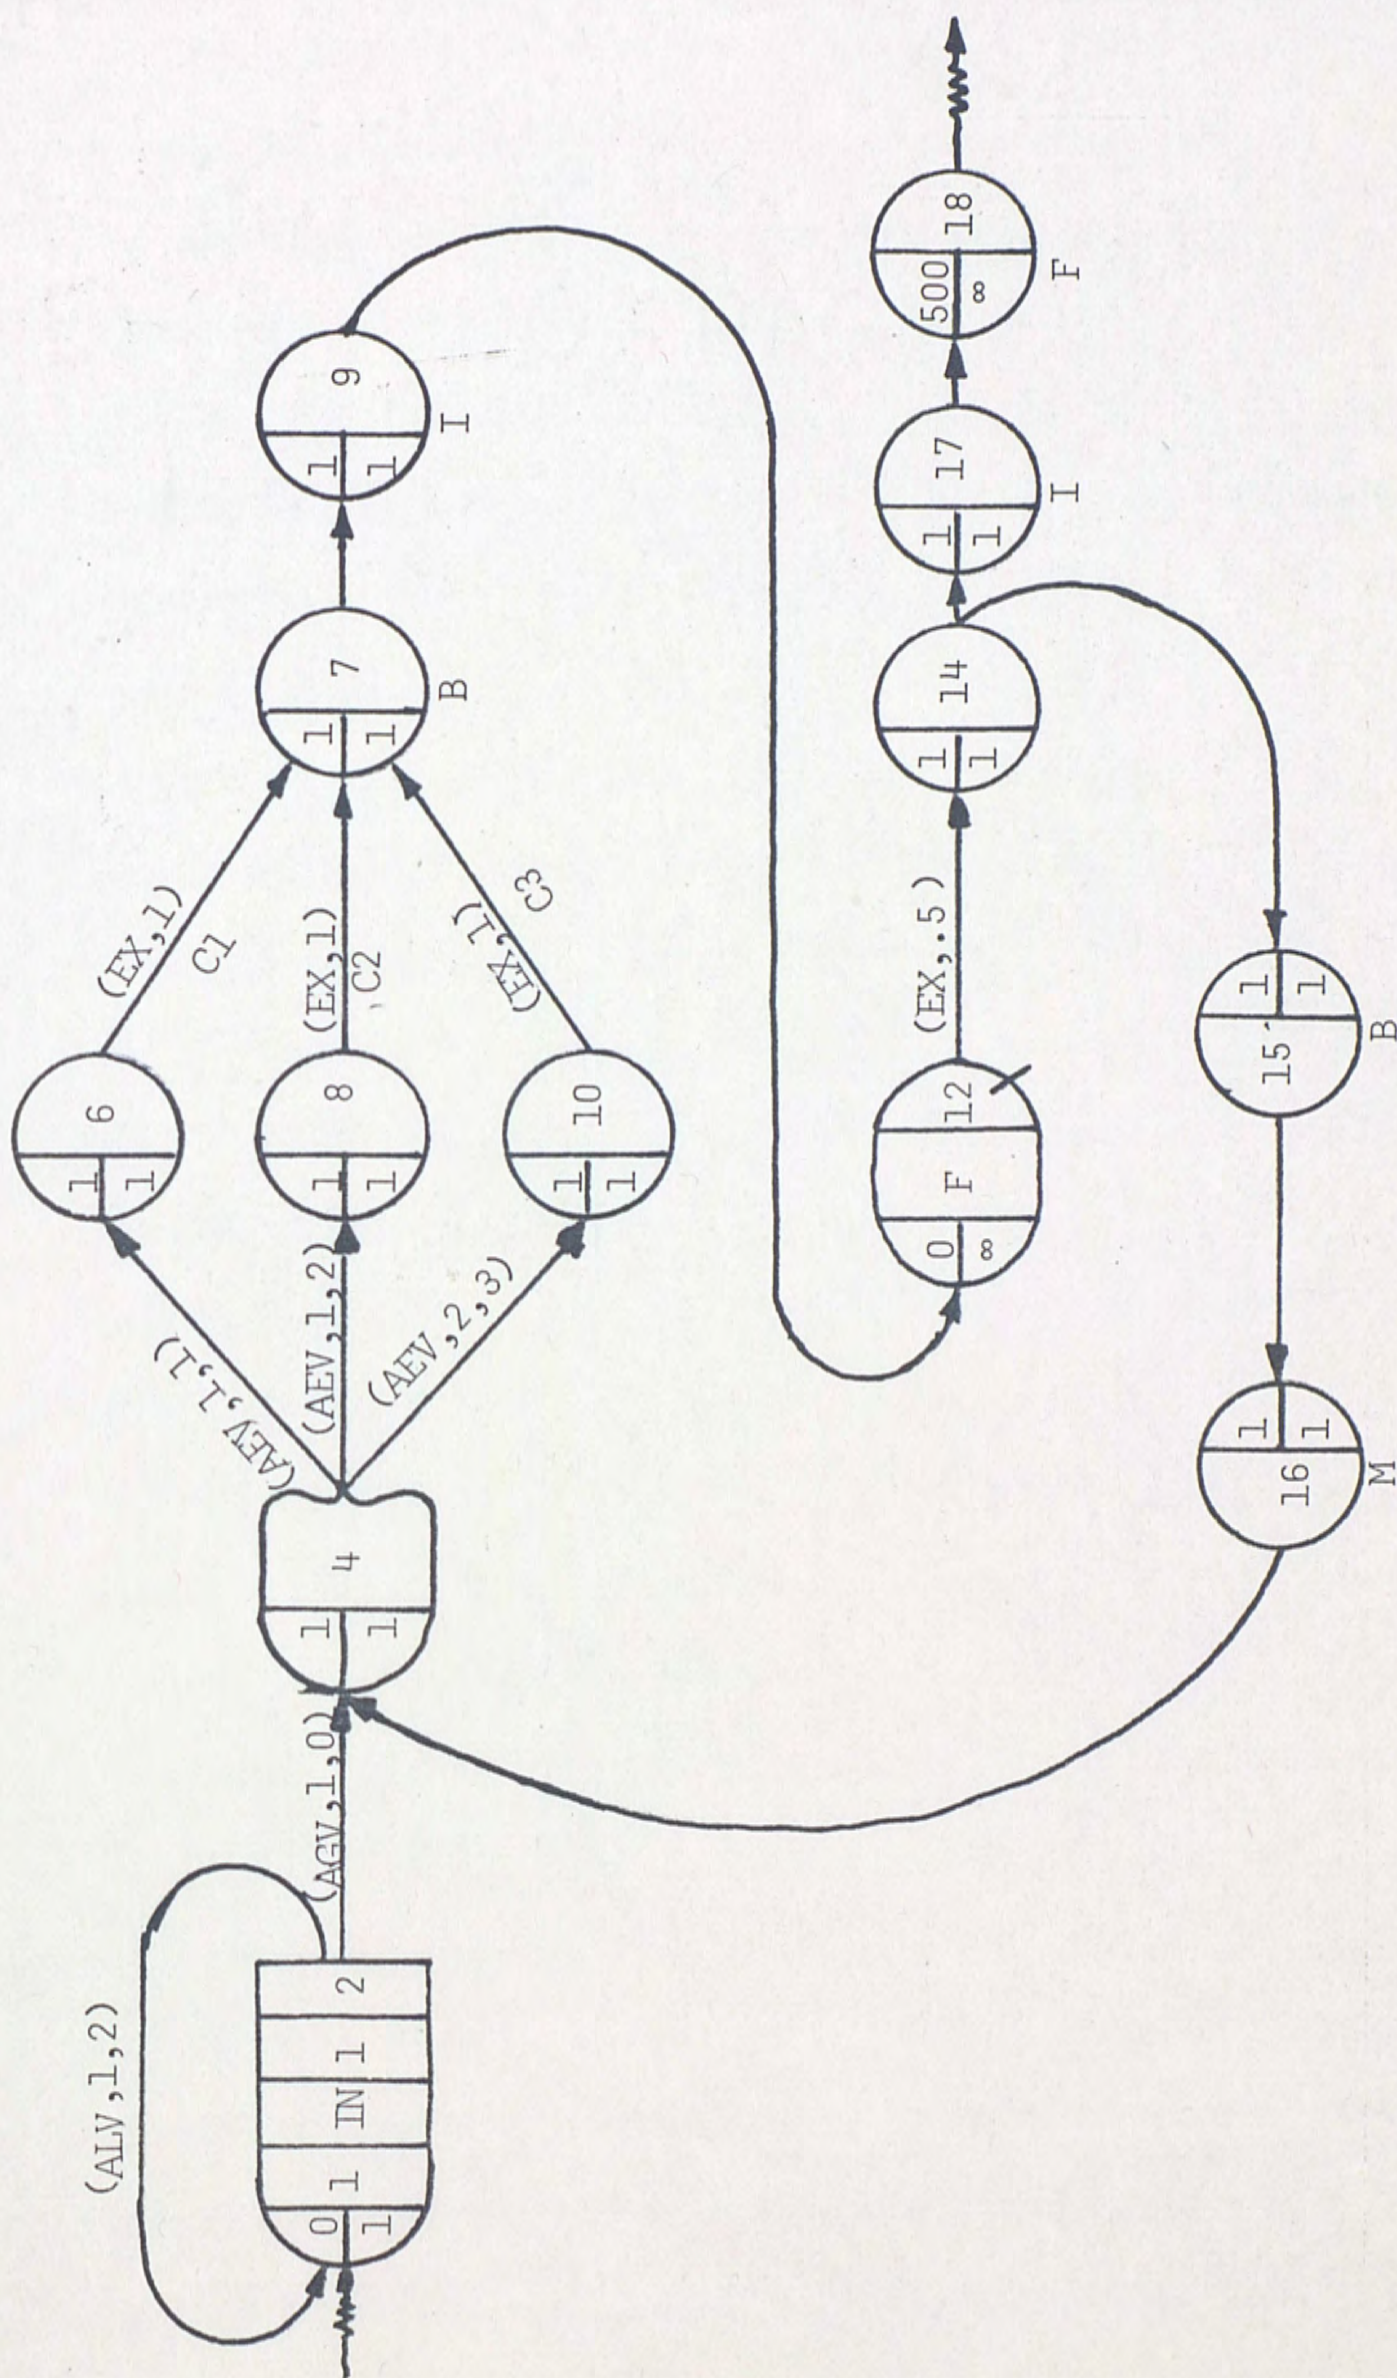 (ALV,1,2)
0
1
1
IN
1
2
(AGV,1,0)
1
1
4
(AEV,1,1)
(AEV,1,2)
(AEV,2,3)
1
1
6
1
1
8
1
1
10
(EX,1)
C1
(EX,1)
C2
(EX,1)
C3
1
1
7
B
1
1
9
I
0
∞
F
12
(EX,.5)
1
1
14
1
1
17
I
500
∞
18
F
15
1
1
B
16
1
1
M